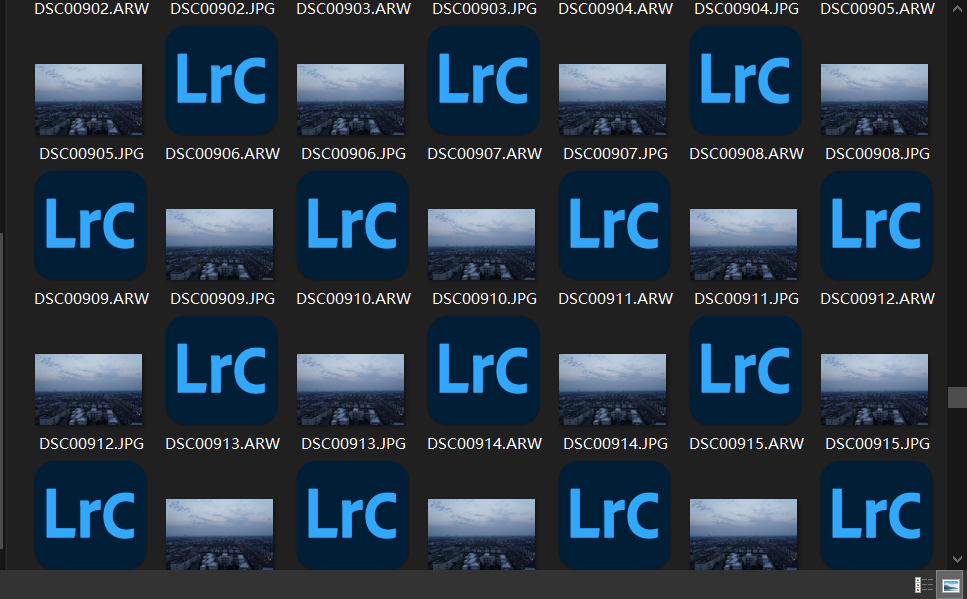 DSC00902.ARW DSC00902.JPG DSC00903.ARW DSC00903.JPG DSC00904.ARW DSC00904.JPG DSC00905.ARW
LrC LrC LrC
DSC00905.JPG DSC00906.ARW DSC00906.JPG DSC00907.ARW DSC00907.JPG DSC00908.ARW DSC00908.JPG
LrC LrC LrC LrC
DSC00909.ARW DSC00909.JPG DSC00910.ARW DSC00910.JPG DSC00911.ARW DSC00911.JPG DSC00912.ARW
LrC LrC LrC
DSC00912.JPG DSC00913.ARW DSC00913.JPG DSC00914.ARW DSC00914.JPG DSC00915.ARW DSC00915.JPG
LrC LrC LrC LrC